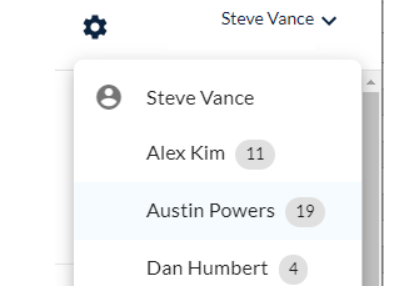 Steve Vance
Steve Vance
Alex Kim 11
Austin Powers 19
Dan Humbert 4